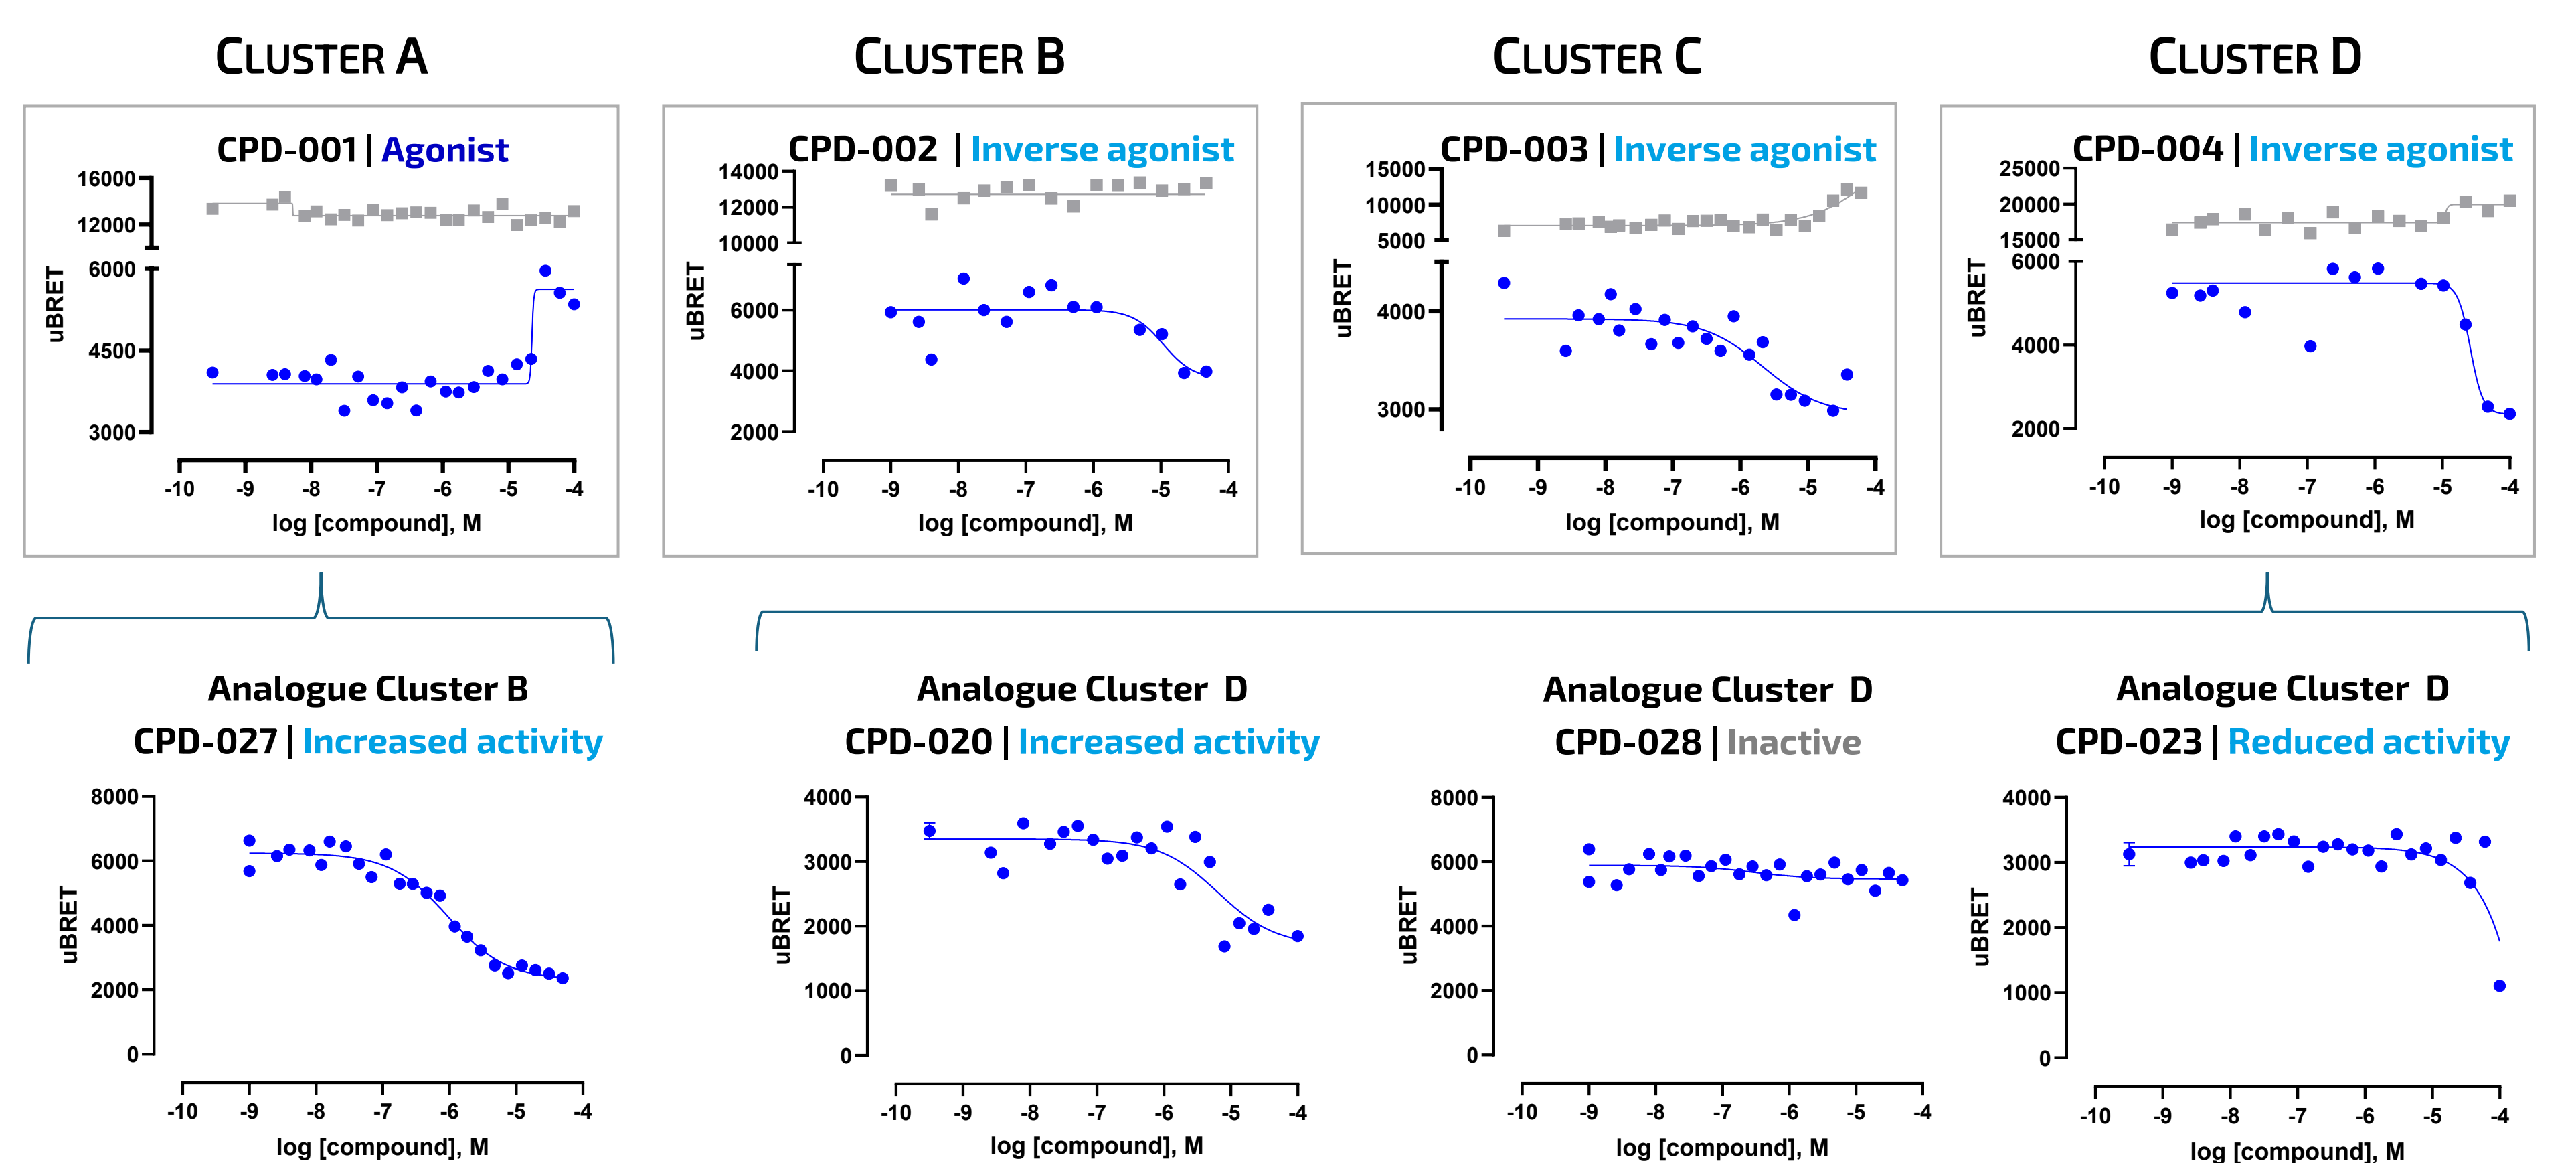 CLUSTER A
CLUSTER B
CLUSTER C
CLUSTER D
CPD-001 | Agonist
16000
12000
6000
4500
3000
uBRET
-10 -9 -8 -7 -6 -5 -4
log [compound], M
CPD-002 | Inverse agonist
14000
12000
10000
6000
4000
2000
uBRET
-10 -9 -8 -7 -6 -5 -4
log [compound], M
CPD-003 | Inverse agonist
15000
10000
5000
4000
3000
uBRET
-10 -9 -8 -7 -6 -5 -4
log [compound], M
CPD-004 | Inverse agonist
25000
20000
15000
6000
4000
2000
uBRET
-10 -9 -8 -7 -6 -5 -4
log [compound], M
Analogue Cluster B
CPD-027 | Increased activity
8000
6000
4000
2000
0
uBRET
-10 -9 -8 -7 -6 -5 -4
log [compound], M
Analogue Cluster D
CPD-020 | Increased activity
4000
3000
2000
1000
0
uBRET
-10 -9 -8 -7 -6 -5 -4
log [compound], M
Analogue Cluster D
CPD-028 | Inactive
8000
6000
4000
2000
0
uBRET
-10 -9 -8 -7 -6 -5 -4
log [compound], M
Analogue Cluster D
CPD-023 | Reduced activity
4000
3000
2000
1000
0
uBRET
-10 -9 -8 -7 -6 -5 -4
log [compound], M